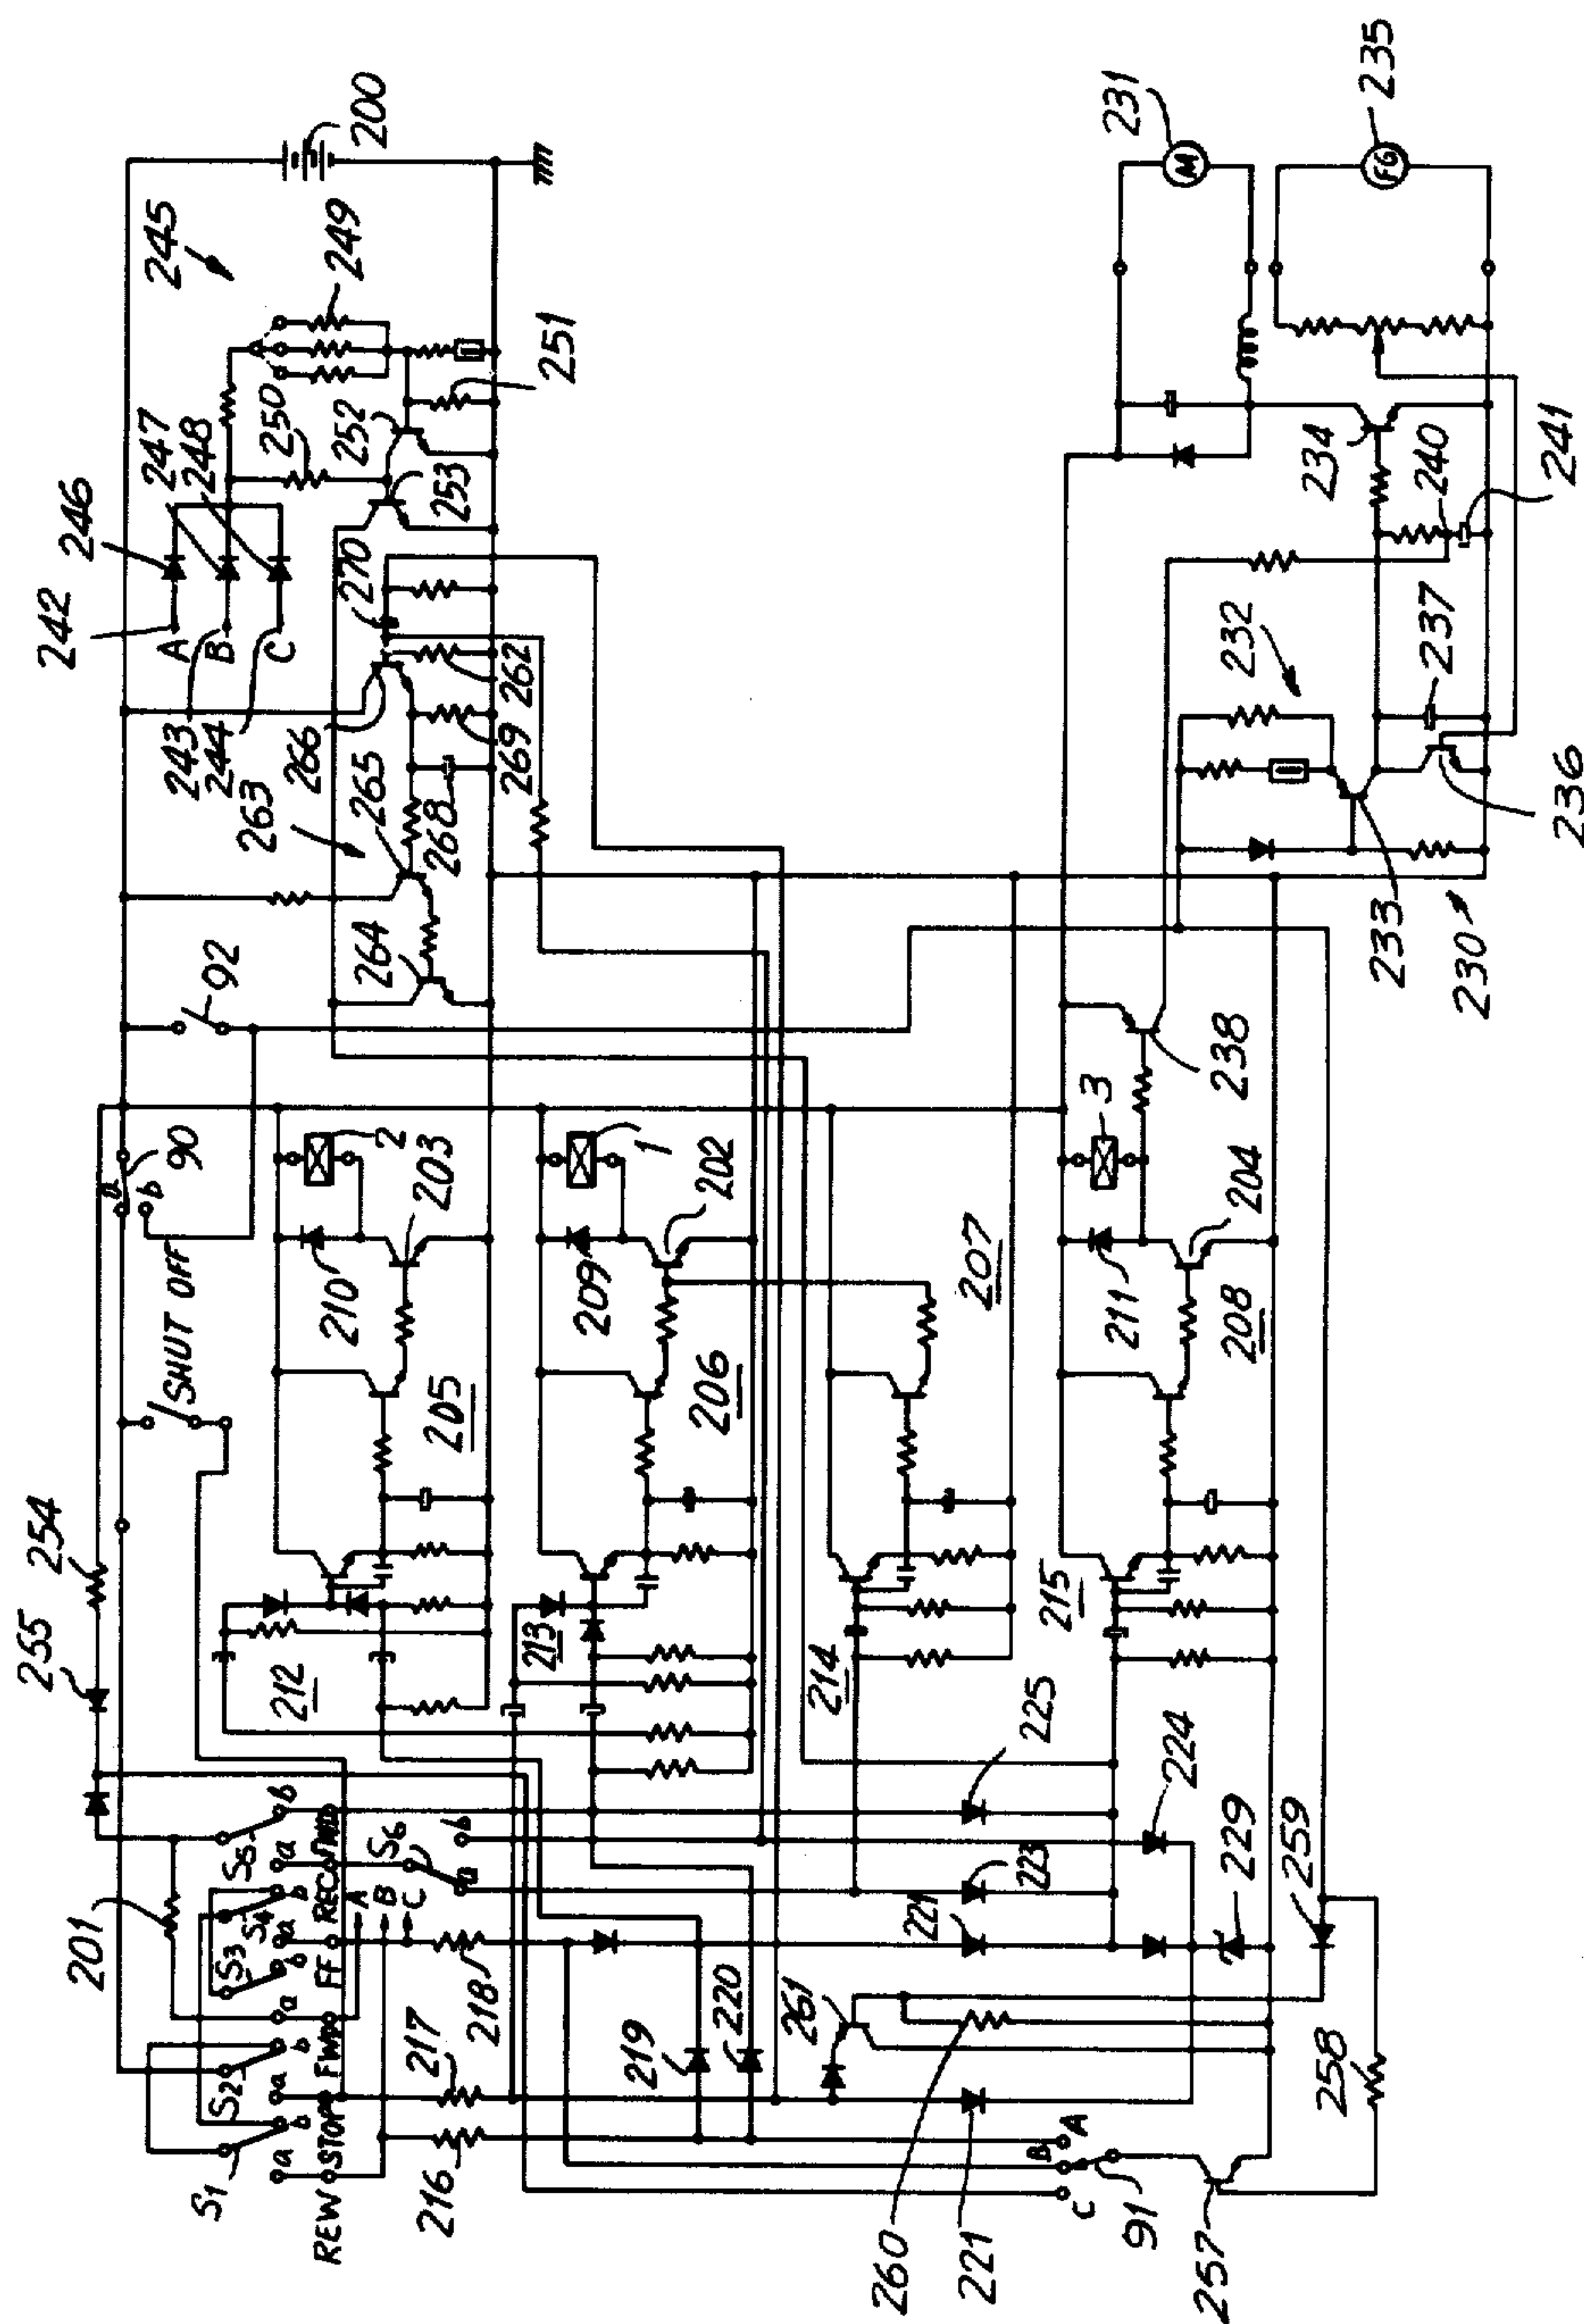 242
246
247
248
245
A
B
C
243
244
250
252
249
200
253
251
270
266
262
263
265
269
268
264
92
90
a
b
SHUT OFF
2
203
210
205
254
255
212
1
202
209
206
213
207
214
3
204
211
208
215
238
231
235
FG
M
234
240
241
232
237
233
236
230
201
S1
S2
S3
S4
S5
S6
a
b
a
b
a
b
a
b
a
b
a
b
REW
STOP
FWD
FF
REC
FWD
A
B
C
216
217
218
219
220
221
223
225
224
229
259
261
260
221
A
B
C
91
257
258